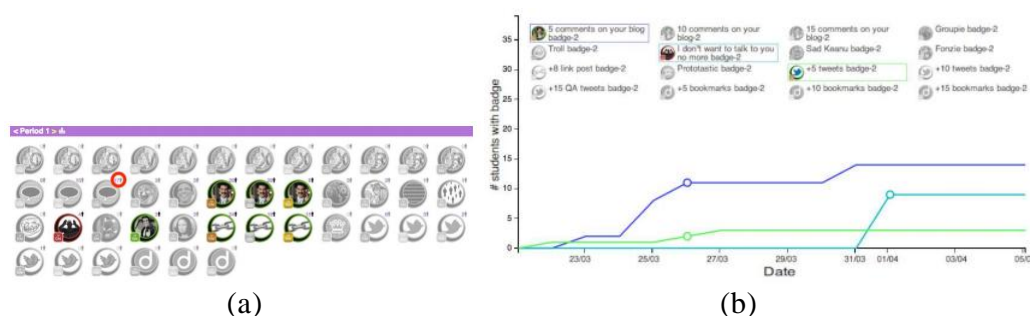 < Period 1 >
# students with badge
35
30
25
20
15
10
5
0
5 comments on your blog
badge-2
10 comments on your
blog-2
15 comments on your
blog-2
Groupie badge-2
Troll badge-2
I don't want to talk to you
no more badge-2
Sad Keanu badge-2
Fonzie badge-2
+8 link post badge-2
Prototastic badge-2
+5 tweets badge-2
+10 tweets badge-2
+15 QA tweets badge-2
+5 bookmarks badge-2
+10 bookmarks badge-2
+15 bookmarks badge-2
23/03
25/03
27/03
29/03
31/03
01/04
03/04
05/0
Date
(a)
(b)